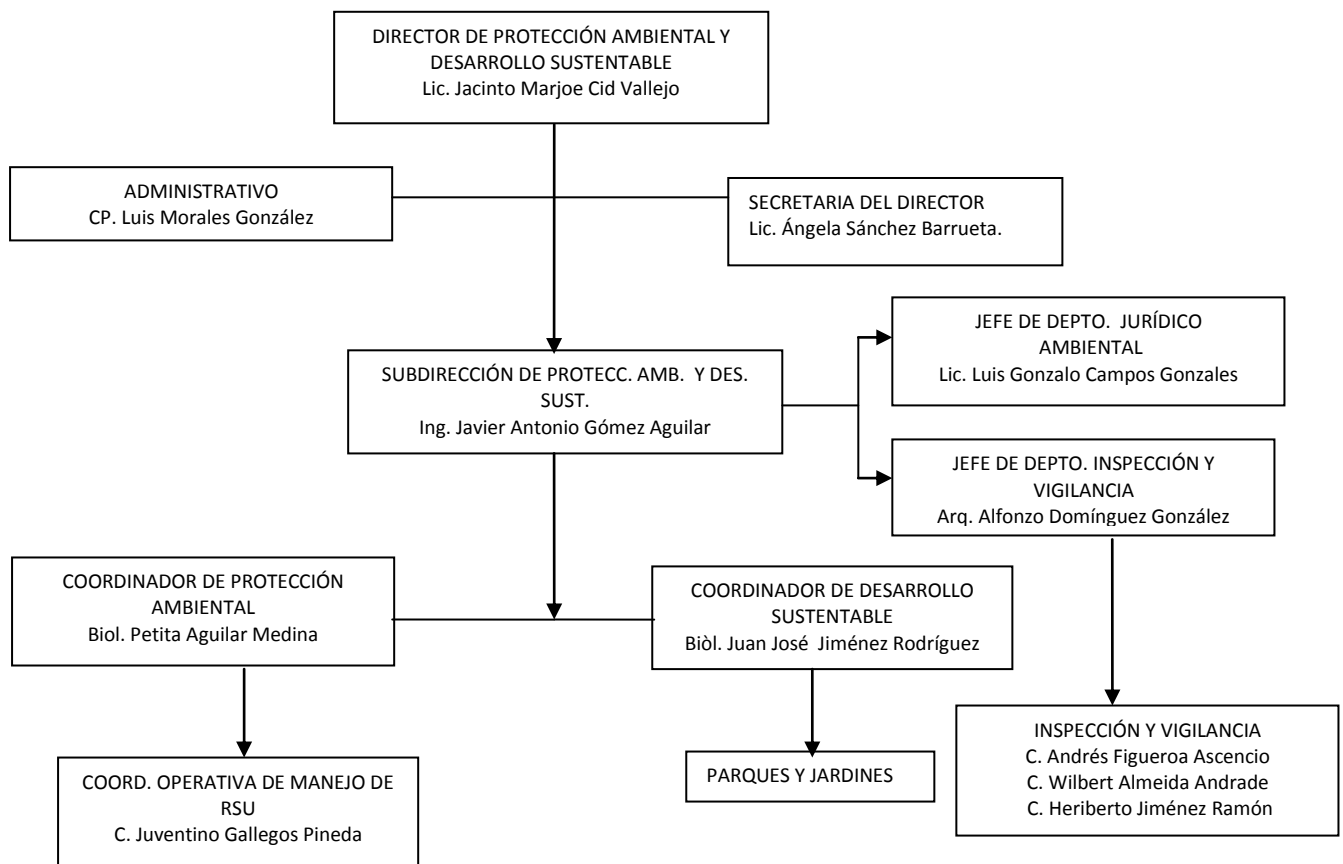 DIRECTOR DE PROTECCIÓN AMBIENTAL Y
DESARROLLO SUSTENTABLE
Lic. Jacinto Marjoe Cid Vallejo
ADMINISTRATIVO
CP. Luis Morales González
SECRETARIA DEL DIRECTOR
Lic. Ángela Sánchez Barrueta.
JEFE DE DEPTO.  JURÍDICO
AMBIENTAL
Lic. Luis Gonzalo Campos Gonzales
SUBDIRECCIÓN DE PROTECC. AMB.  Y DES.
SUST.
Ing. Javier Antonio Gómez Aguilar
JEFE DE DEPTO. INSPECCIÓN Y
VIGILANCIA
Arq. Alfonzo Domínguez González
COORDINADOR DE PROTECCIÓN
AMBIENTAL
Biol. Petita Aguilar Medina
COORDINADOR DE DESARROLLO
SUSTENTABLE
Biòl. Juan José  Jiménez Rodríguez
COORD. OPERATIVA DE MANEJO DE
RSU
C. Juventino Gallegos Pineda
PARQUES Y JARDINES
INSPECCIÓN Y VIGILANCIA
C. Andrés Figueroa Ascencio
C. Wilbert Almeida Andrade
C. Heriberto Jiménez Ramón